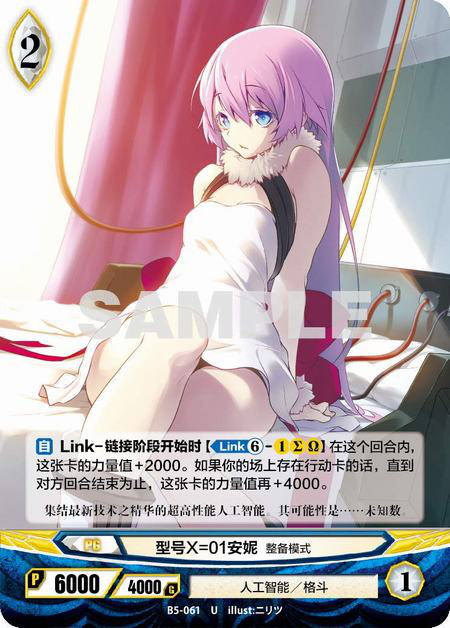 2
SAMPLE
自 Link-链接阶段开始时【Link⑥-1ΣΩ】在这个回合内,
这张卡的力量值+2000。如果你的场上存在行动卡的话,直到
对方回合结束为止,这张卡的力量值再+4000。
集结最新技术之精华的超高性能人工智能。其可能性是……未知数
PG 型号X=01安妮 整备模式
P 6000 / 4000 G 人工智能/格斗 1
B5-061 U illust:ニリツ